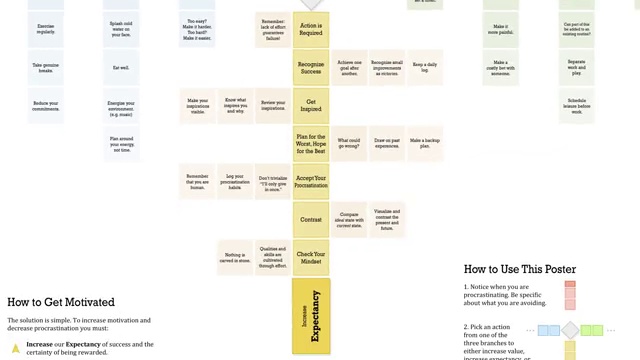 Exercise
regularly.
Splash cold
water on
your face.
Too easy?
Make it harder.
Too hard?
Make it easier.
Remember:
lack of effort
guarantees
failure!
Action is
Required
Make it
more painful.
Can part of this
be added to an
existing routine?
Take genuine
breaks.
Eat well.
Recognize
Success
Achieve one
goal after
another.
Recognize small
improvements
as victories.
Keep a daily
log.
Make a
costly bet with
someone.
Separate
work and
play.
Reduce your
commitments.
Energize your
environment.
(e.g. music)
Make your
inspirations
visible.
Know what
inspires you
and why.
Review your
inspirations.
Get
Inspired
Schedule
leisure before
work.
Plan around
your energy,
not time.
Plan for the
Worst, Hope
for the Best
What could
go wrong?
Draw on past
experiences.
Make a backup
plan.
Remember
that you are
human.
Log your
procrastination
habits.
Don't trivialize
"I'll only give
in once."
Accept Your
Procrastination
Contrast
Compare
ideal state with
current state.
Visualize and
contrast the
present and
future.
Nothing is
carved in stone.
Qualities and
skills are
cultivated
through effort.
Check Your
Mindset
Increase
Expectancy
How to Get Motivated
The solution is simple. To increase motivation and
decrease procrastination you must:
Increase our Expectancy of success and the
certainty of being rewarded.
How to Use This Poster
1. Notice when you are
procrastinating. Be specific
about what you are avoiding.
2. Pick an action
from one of the
three branches to
either increase value,
increase expectancy, or